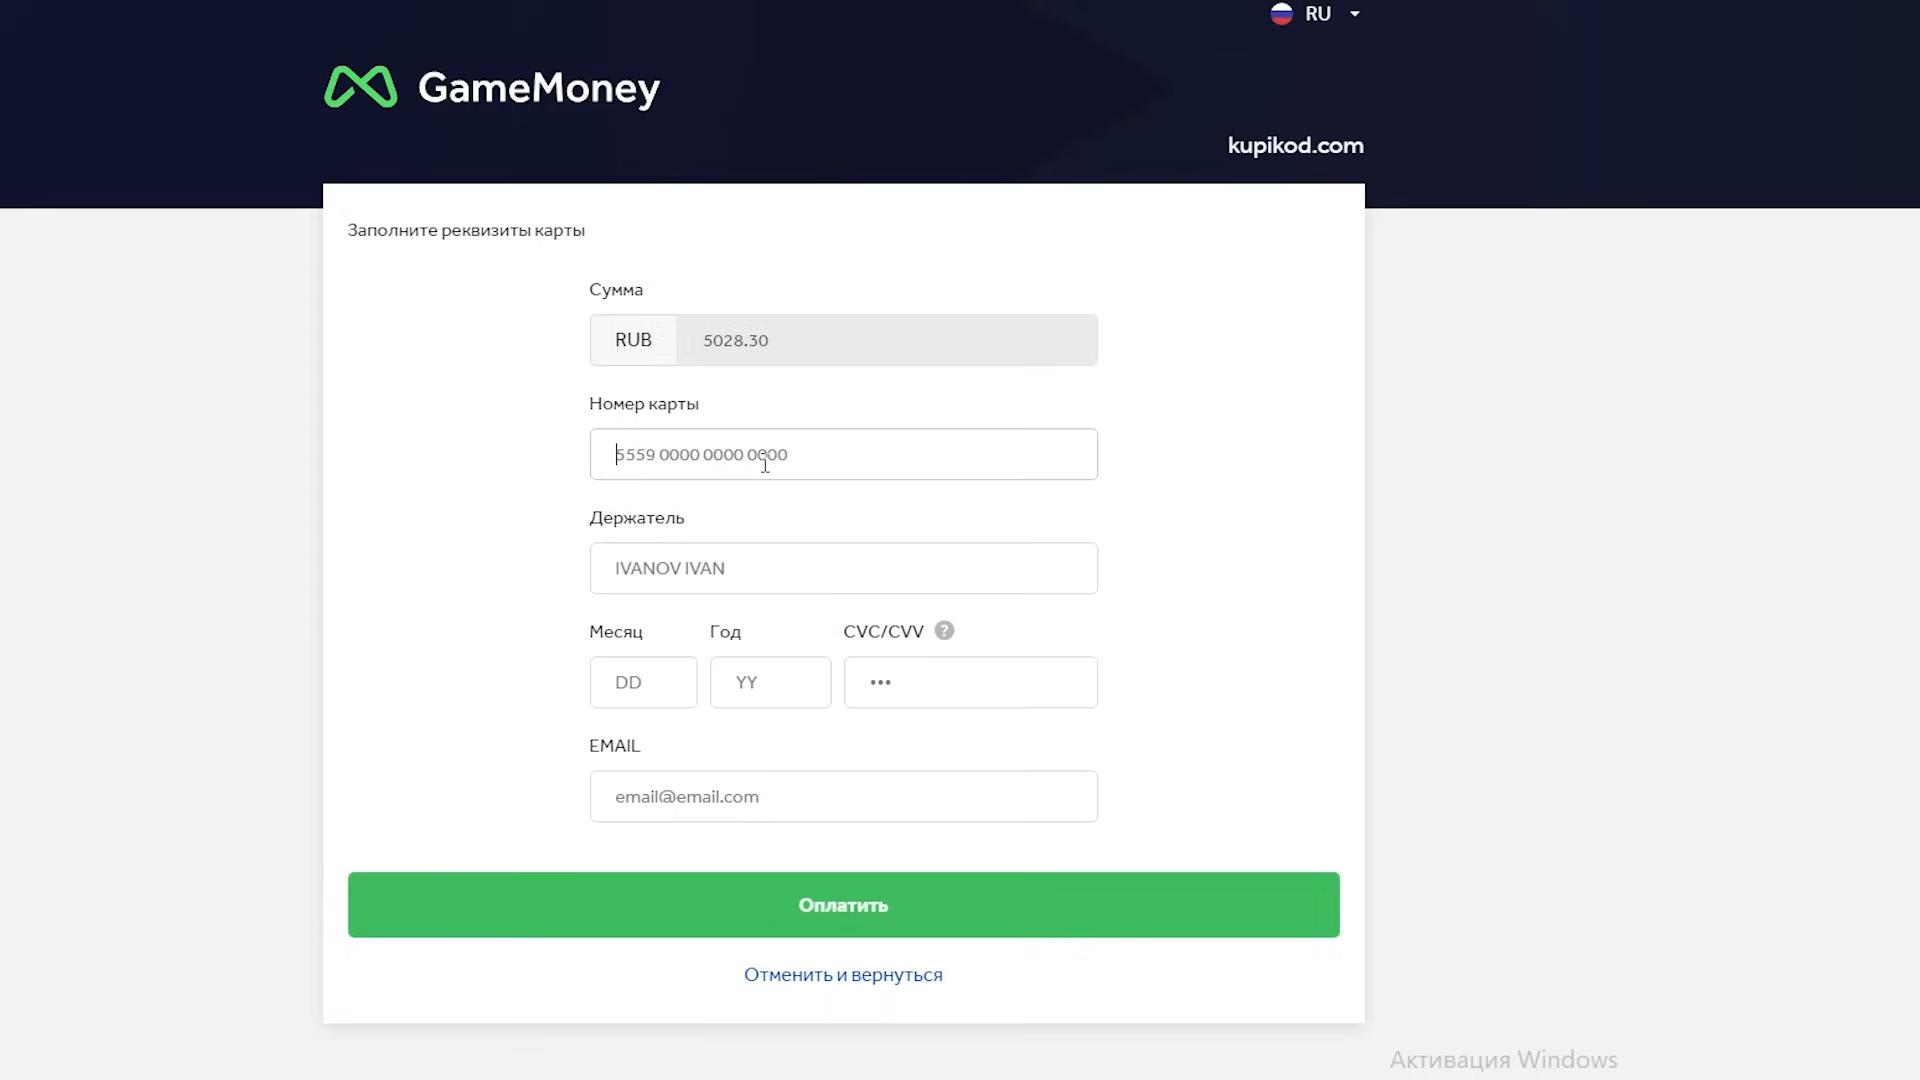 RU
GameMoney
kupikod.com
Заполните реквизиты карты
Сумма
RUB 5028.30
Номер карты
5559 0000 0000 0000
Держатель
IVANOV IVAN
Месяц Год CVC/CVV ?
DD YY •••
EMAIL
email@email.com
Оплатить
Отменить и вернуться
Активация Windows